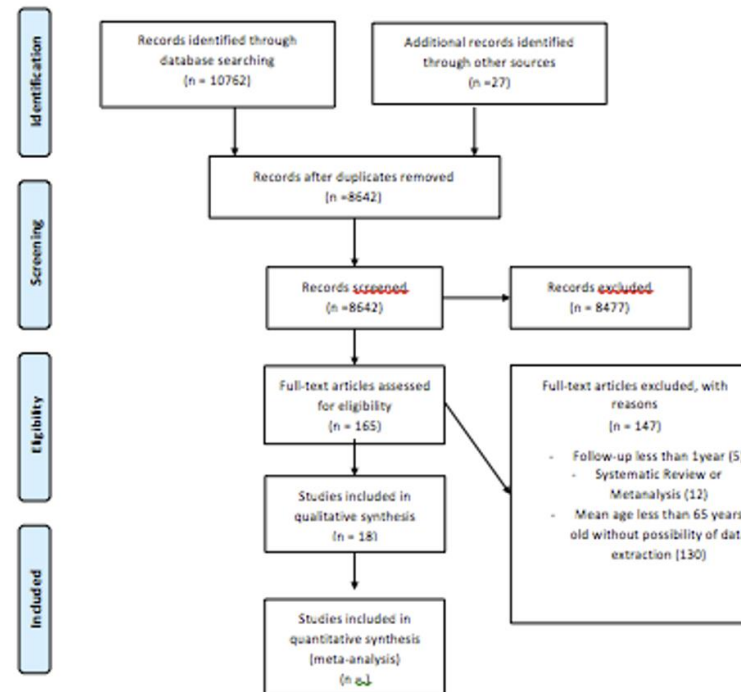 Identification
Records identified through
database searching
(n = 10762)
Additional records identified
through other sources
(n =27)
Records after duplicates removed
(n =8642)
Screening
Records screened
(n =8642)
Records excluded
(n = 8477)
Eligibility
Full-text articles assessed
for eligibility
(n = 165)
Full-text articles excluded, with
reasons
(n = 147)
- Follow-up less than 1year (5
- Systematic Review or
Metanalysis (12)
- Mean age less than 65 years
old without possibility of dat
extraction (130)
Studies included in
qualitative synthesis
n = 18)
Included
Studies included in
quantitative synthesis
(meta-analysis)
(n